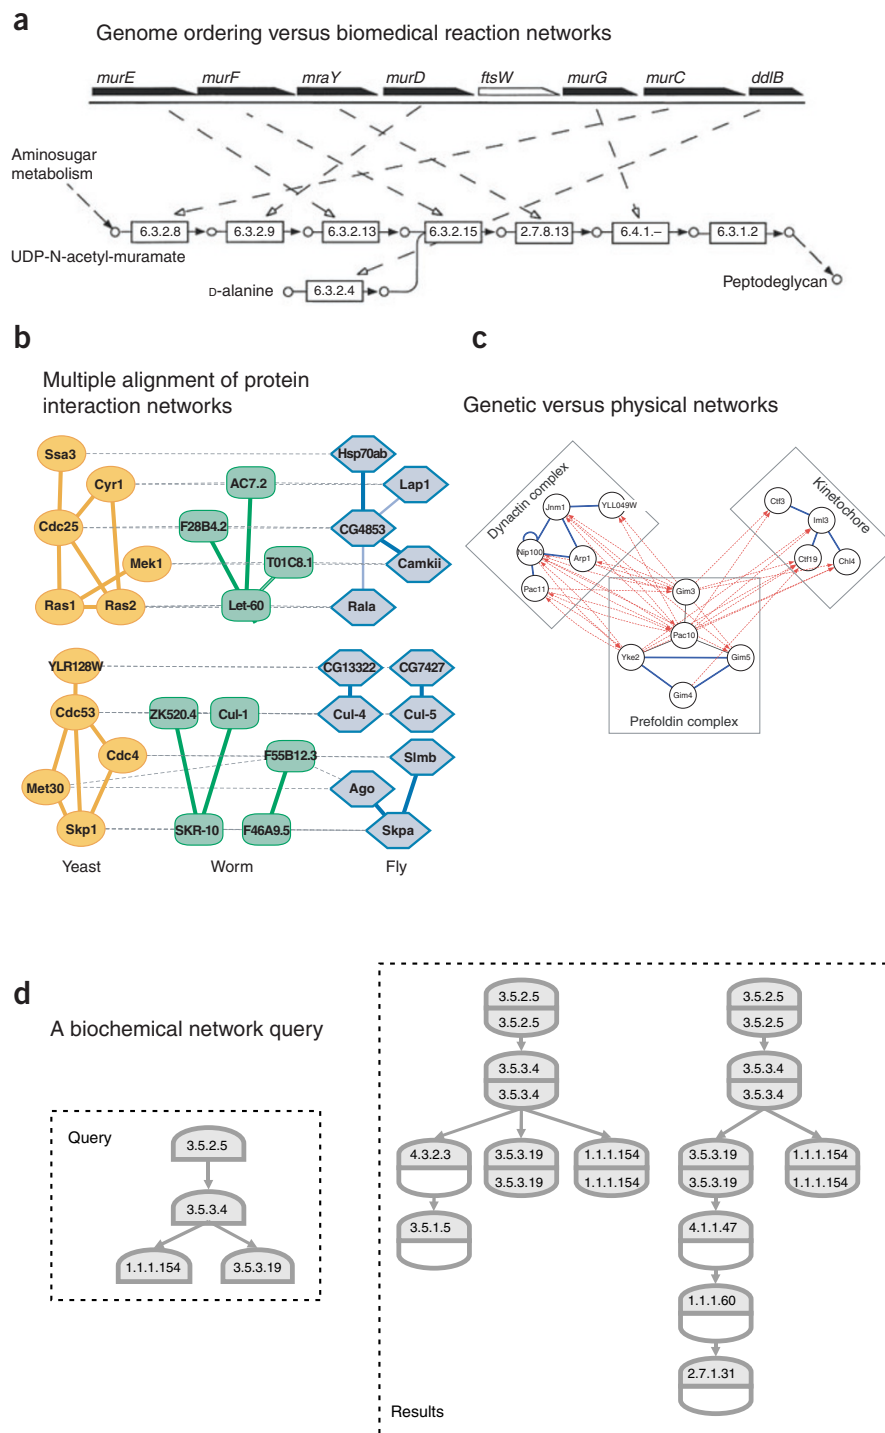 a
Genome ordering versus biomedical reaction networks
murE murF mraY murD ftsW murG murC ddlB
Aminosugar
metabolism
6.3.2.8 6.3.2.9 6.3.2.13 6.3.2.15 2.7.8.13 6.4.1.– 6.3.1.2
UDP-N-acetyl-muramate
D-alanine
6.3.2.4
Peptodeglycan
b
Multiple alignment of protein
interaction networks
Ssa3 Hsp70ab
Cyr1 AC7.2 Lap1
Cdc25 F28B4.2 CG4853
Mek1 T01C8.1 Camkii
Ras1 Ras2 Let-60 Rala
YLR128W CG13322 CG7427
Cdc53 ZK520.4 Cul-1 Cul-4 Cul-5
Cdc4 F55B12.3 Slmb
Met30 Ago
Skp1 SKR-10 F46A9.5 Skpa
Yeast Worm Fly
c
Genetic versus physical networks
Dynactin complex
Jnm1 YLL049W
Nip100 Arp1
Pac11
Kinetochore
Ctf3
Iml3
Ctf19 Chl4
Gim3
Pac10
Yke2 Gim5
Gim4
Prefoldin complex
d
A biochemical network query
Query
3.5.2.5
3.5.3.4
1.1.1.154 3.5.3.19
3.5.2.5 3.5.2.5
3.5.2.5 3.5.2.5
3.5.3.4 3.5.3.4
3.5.3.4 3.5.3.4
4.3.2.3 3.5.3.19 1.1.1.154 3.5.3.19 1.1.1.154
3.5.3.19 1.1.1.154 3.5.3.19 1.1.1.154
3.5.1.5 4.1.1.47
1.1.1.60
2.7.1.31
Results